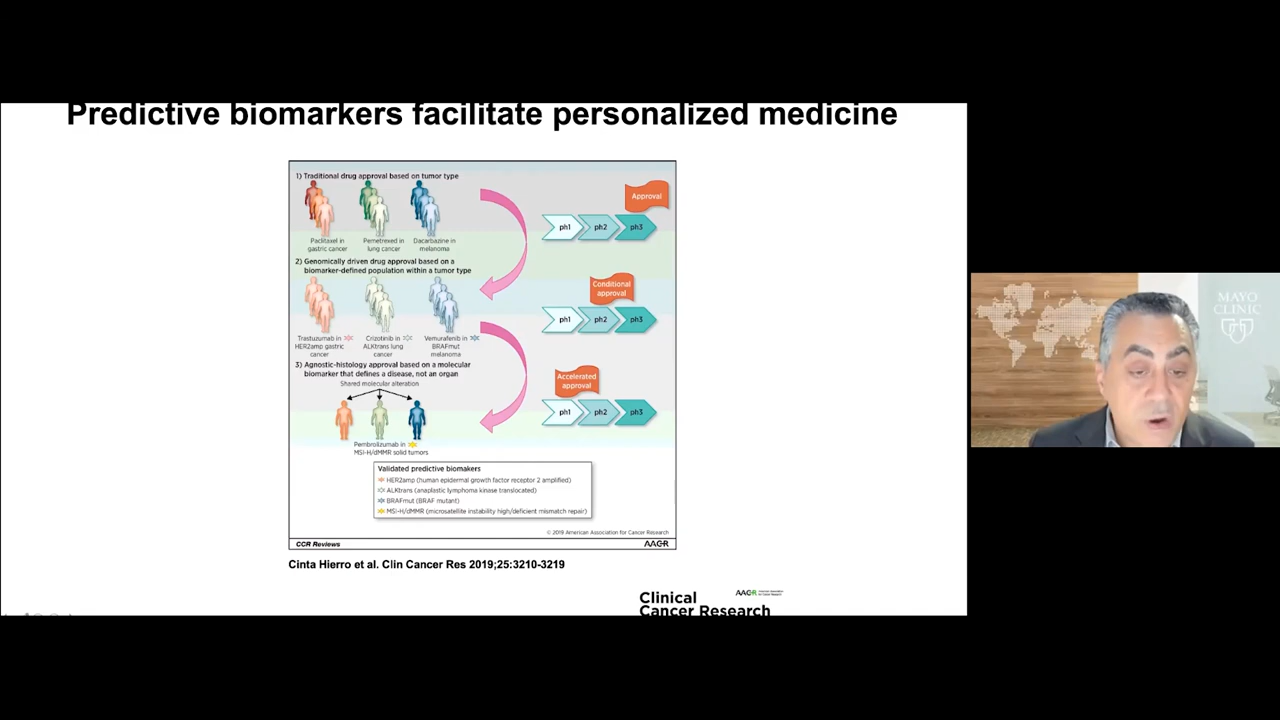 Predictive biomarkers facilitate personalized medicine
1) Traditional drug approval based on tumor type
Approval
ph1 ph2 ph3
Paclitaxel in
gastric cancer
Pemetrexed in
lung cancer
Dacarbazine in
melanoma
2) Genomically driven drug approval based on a
biomarker-defined population within a tumor type
Conditional
approval
ph1 ph2 ph3
Trastuzumab in
HER2amp gastric
cancer
Crizotinib in
ALKtrans lung
cancer
Vemurafenib in
BRAFmut
melanoma
3) Agnostic-histology approval based on a molecular
biomarker that defines a disease, not an organ
Shared molecular alteration
Accelerated
approval
ph1 ph2 ph3
Pembrolizumab in
MSI-H/dMMR solid tumors
Validated predictive biomakers
HER2amp (human epidermal growth factor receptor 2 amplified)
ALKtrans (anaplastic lymphoma kinase translocated)
BRAFmut (BRAF mutant)
MSI-H/dMMR (microsatellite instability high/deficient mismatch repair)
© 2019 American Association for Cancer Research
CCR Reviews
AACR
Cinta Hierro et al. Clin Cancer Res 2019;25:3210-3219
Clinical
Cancer Research
AACR
MAYO
CLINIC